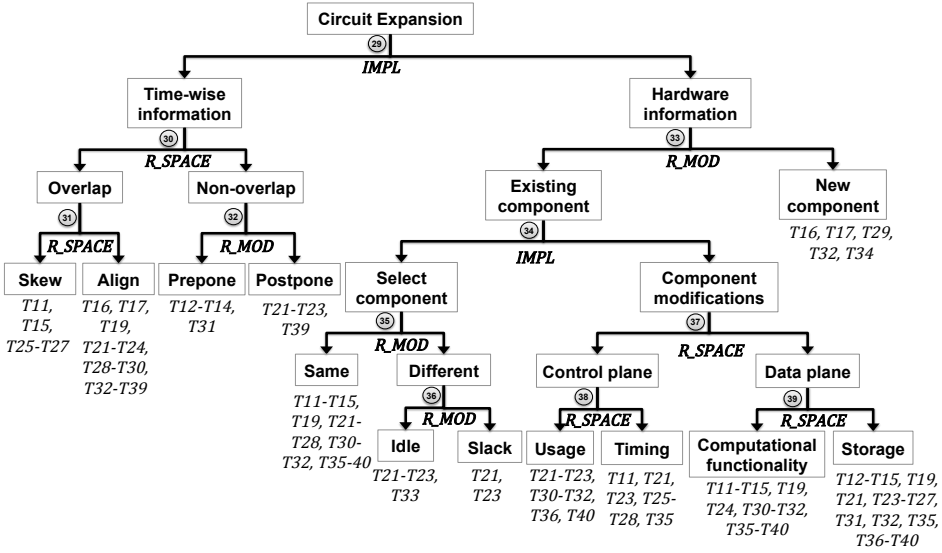 Circuit Expansion
29
IMPL
Time-wise
information
Hardware
information
30
R_SPACE
33
R_MOD
Overlap
Non-overlap
Existing
component
New
component
T16, T17, T29,
T32, T34
31
R_SPACE
32
R_MOD
34
IMPL
Skew
T11,
T15,
T25-T27
Align
T16, T17,
T19,
T21-T24,
T28-T30,
T32-T39
Prepone
T12-T14,
T31
Postpone
T21-T23,
T39
Select
component
Component
modifications
35
R_MOD
37
R_SPACE
Same
T11-T15,
T19, T21-
T28, T30-
T32, T35-40
Different
36
R_MOD
Control plane
38
R_SPACE
Data plane
39
R_SPACE
Idle
T21-T23,
T33
Slack
T21,
T23
Usage
T21-T23,
T30-T32,
T36, T40
Timing
T11, T21,
T23, T25-
T28, T35
Computational
functionality
T11-T15, T19,
T24, T30-T32,
T35-T40
Storage
T12-T15, T19,
T21, T23-T27,
T31, T32, T35,
T36-T40